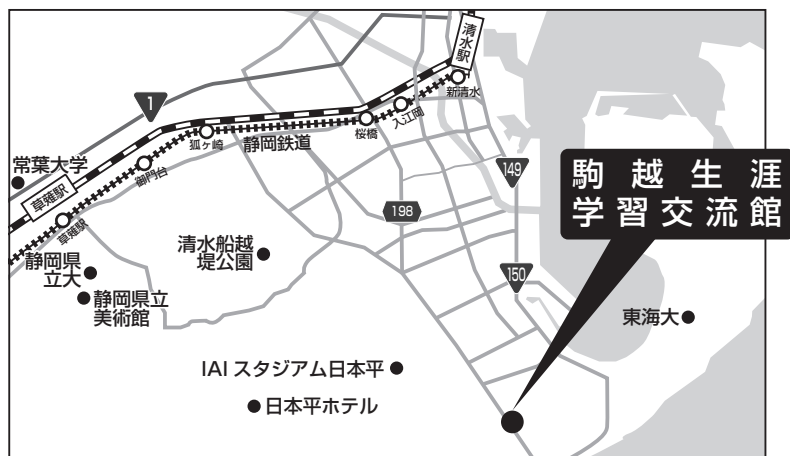 清水駅
新清水
入江岡
桜橋
静岡鉄道
狐ヶ崎
御門台
草薙駅
草薙駅
1
常葉大学
149
198
150
駒越生涯
学習交流館
清水船越
堤公園
静岡県
立大
静岡県立
美術館
東海大
IAI スタジアム日本平
日本平ホテル